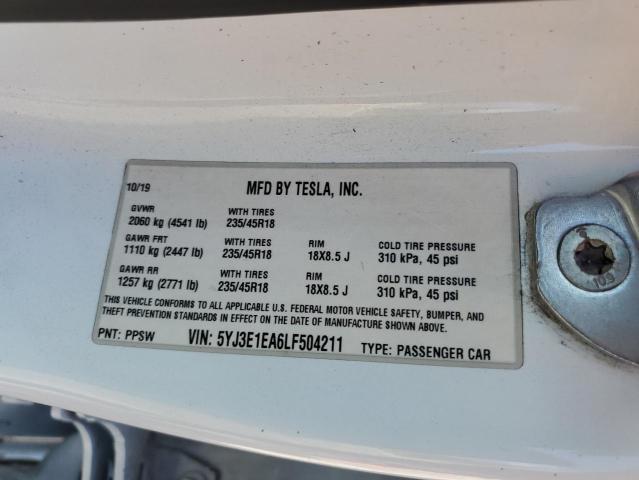 10/19 MFD BY TESLA, INC.
GVWR WITH TIRES
2060 kg (4541 lb) 235/45R18
GAWR FRT WITH TIRES RIM COLD TIRE PRESSURE
1110 kg (2447 lb) 235/45R18 18X8.5 J 310 kPa, 45 psi
GAWR RR WITH TIRES RIM COLD TIRE PRESSURE
1257 kg (2771 lb) 235/45R18 18X8.5 J 310 kPa, 45 psi
THIS VEHICLE CONFORMS TO ALL APPLICABLE U.S. FEDERAL MOTOR VEHICLE SAFETY, BUMPER, AND
THEFT PREVENTION STANDARDS IN EFFECT ON THE DATE OF MANUFACTURE SHOWN ABOVE.
PNT: PPSW VIN: 5YJ3E1EA6LF504211 TYPE: PASSENGER CAR